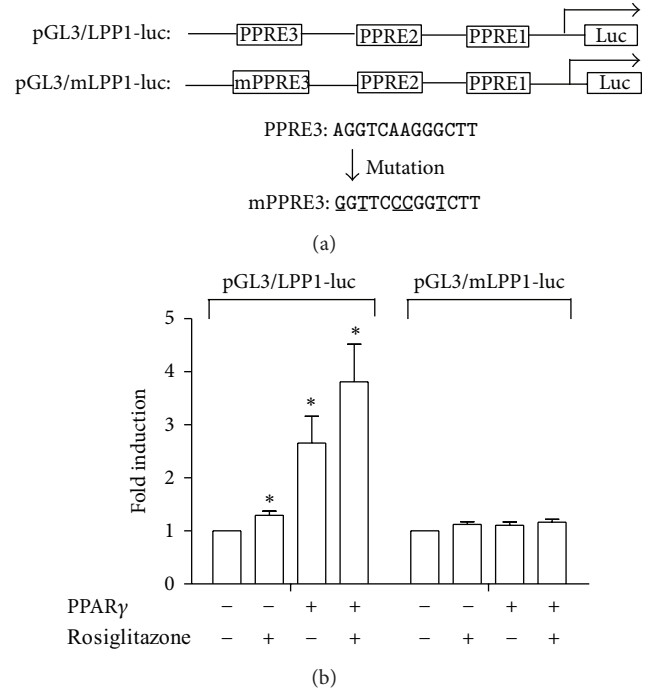 pGL3/LPP1-luc: PPRE3 PPRE2 PPRE1 Luc
pGL3/mLPP1-luc: mPPRE3 PPRE2 PPRE1 Luc
PPRE3: AGGTCAAGGGCTT
Mutation
mPPRE3: GGTTCCCGGTCTT
(a)
pGL3/LPP1-luc pGL3/mLPP1-luc
5
4
3
2
1
0
Fold induction
* * *
PPARγ − − + + − − + +
Rosiglitazone − + − + − + − +
(b)